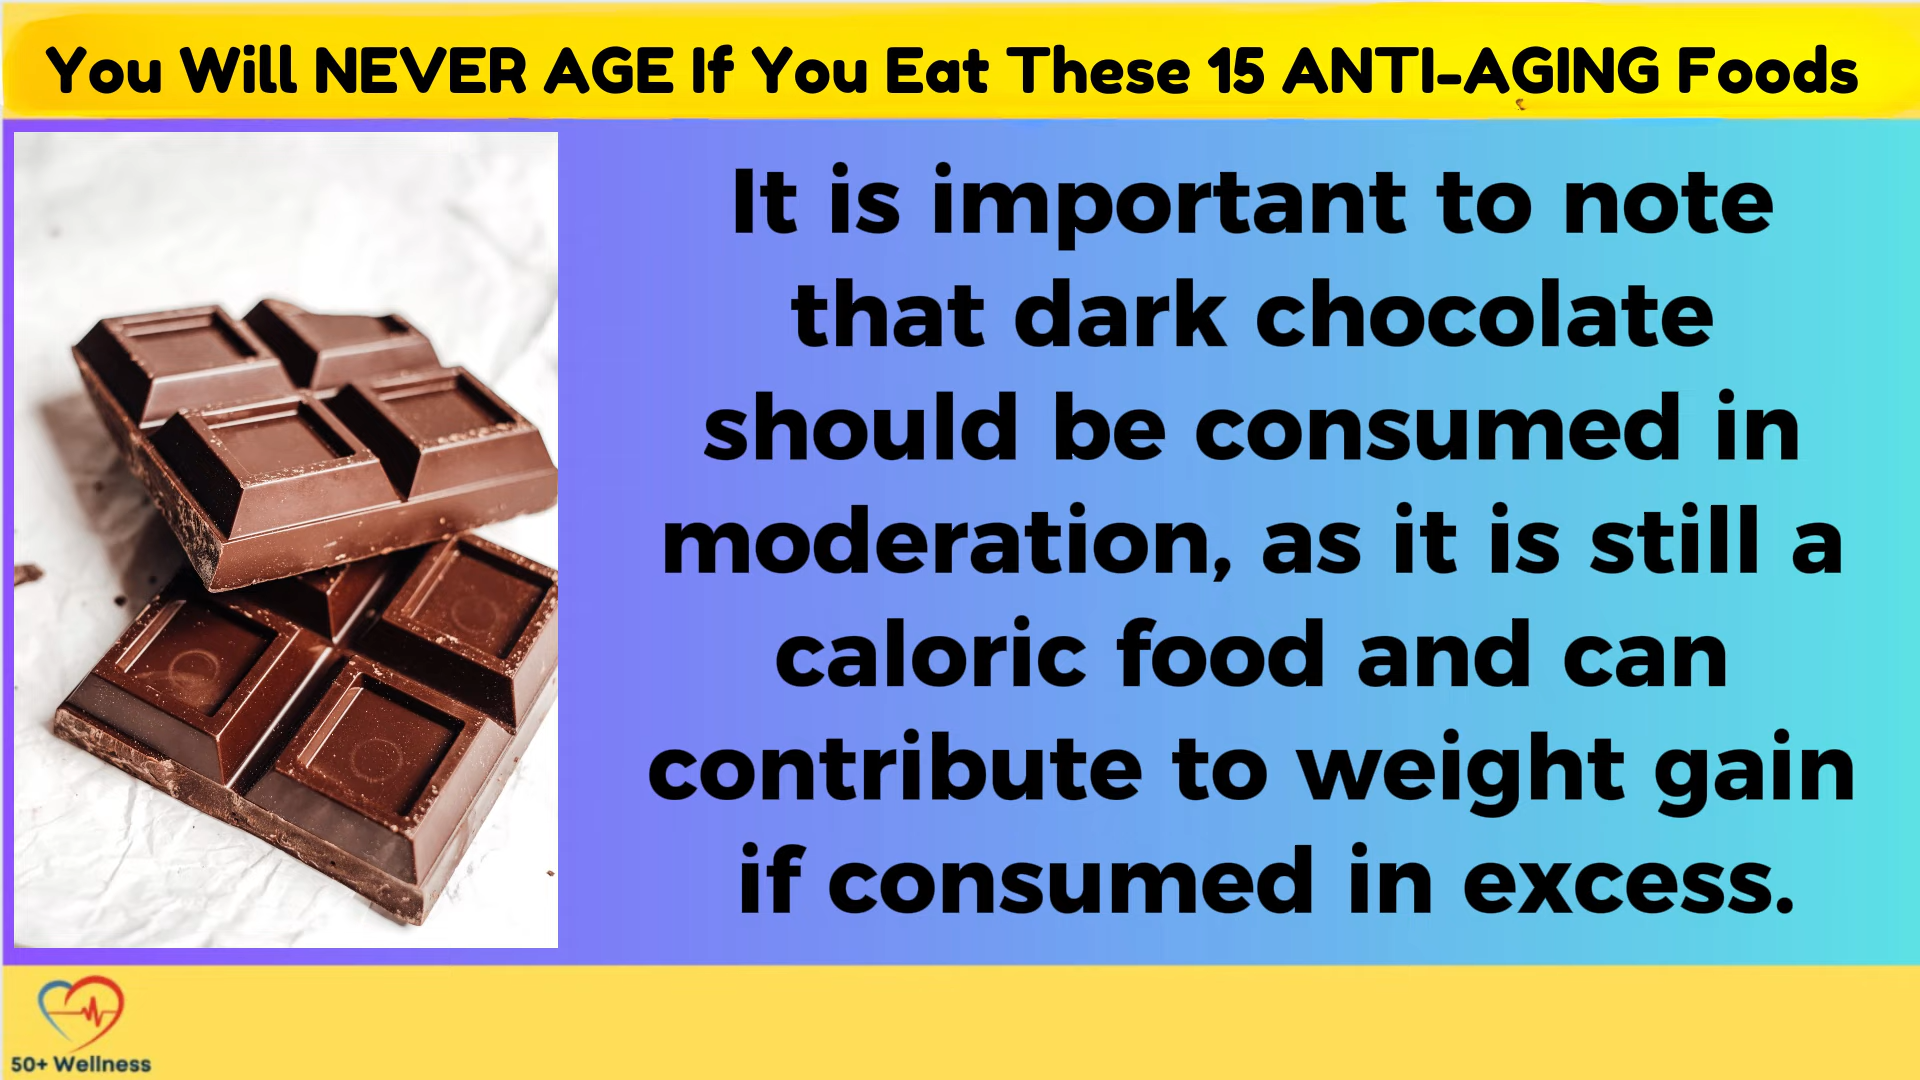 You Will NEVER AGE If You Eat These 15 ANTI-AGING Foods
It is important to note
that dark chocolate
should be consumed in
moderation, as it is still a
caloric food and can
contribute to weight gain
if consumed in excess.
50+ Wellness